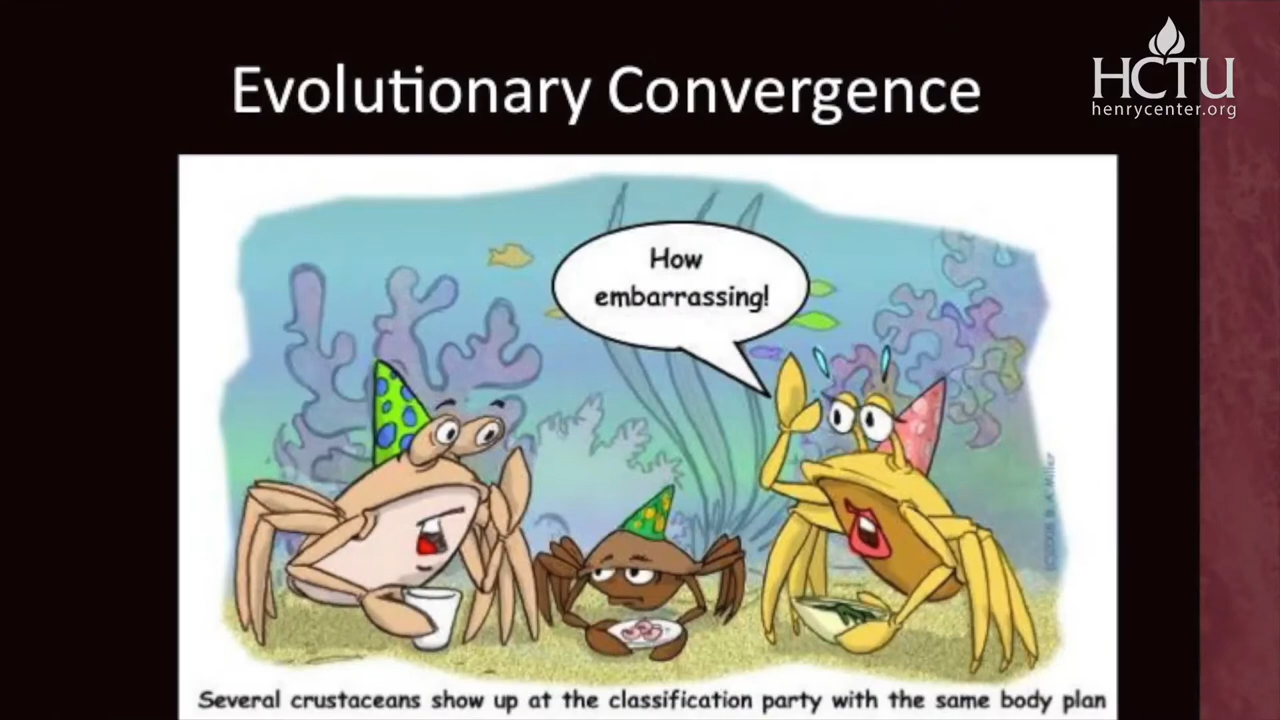 Evolutionary Convergence
HCTU
henrycenter.org
How
embarrassing!
Several crustaceans show up at the classification party with the same body plan